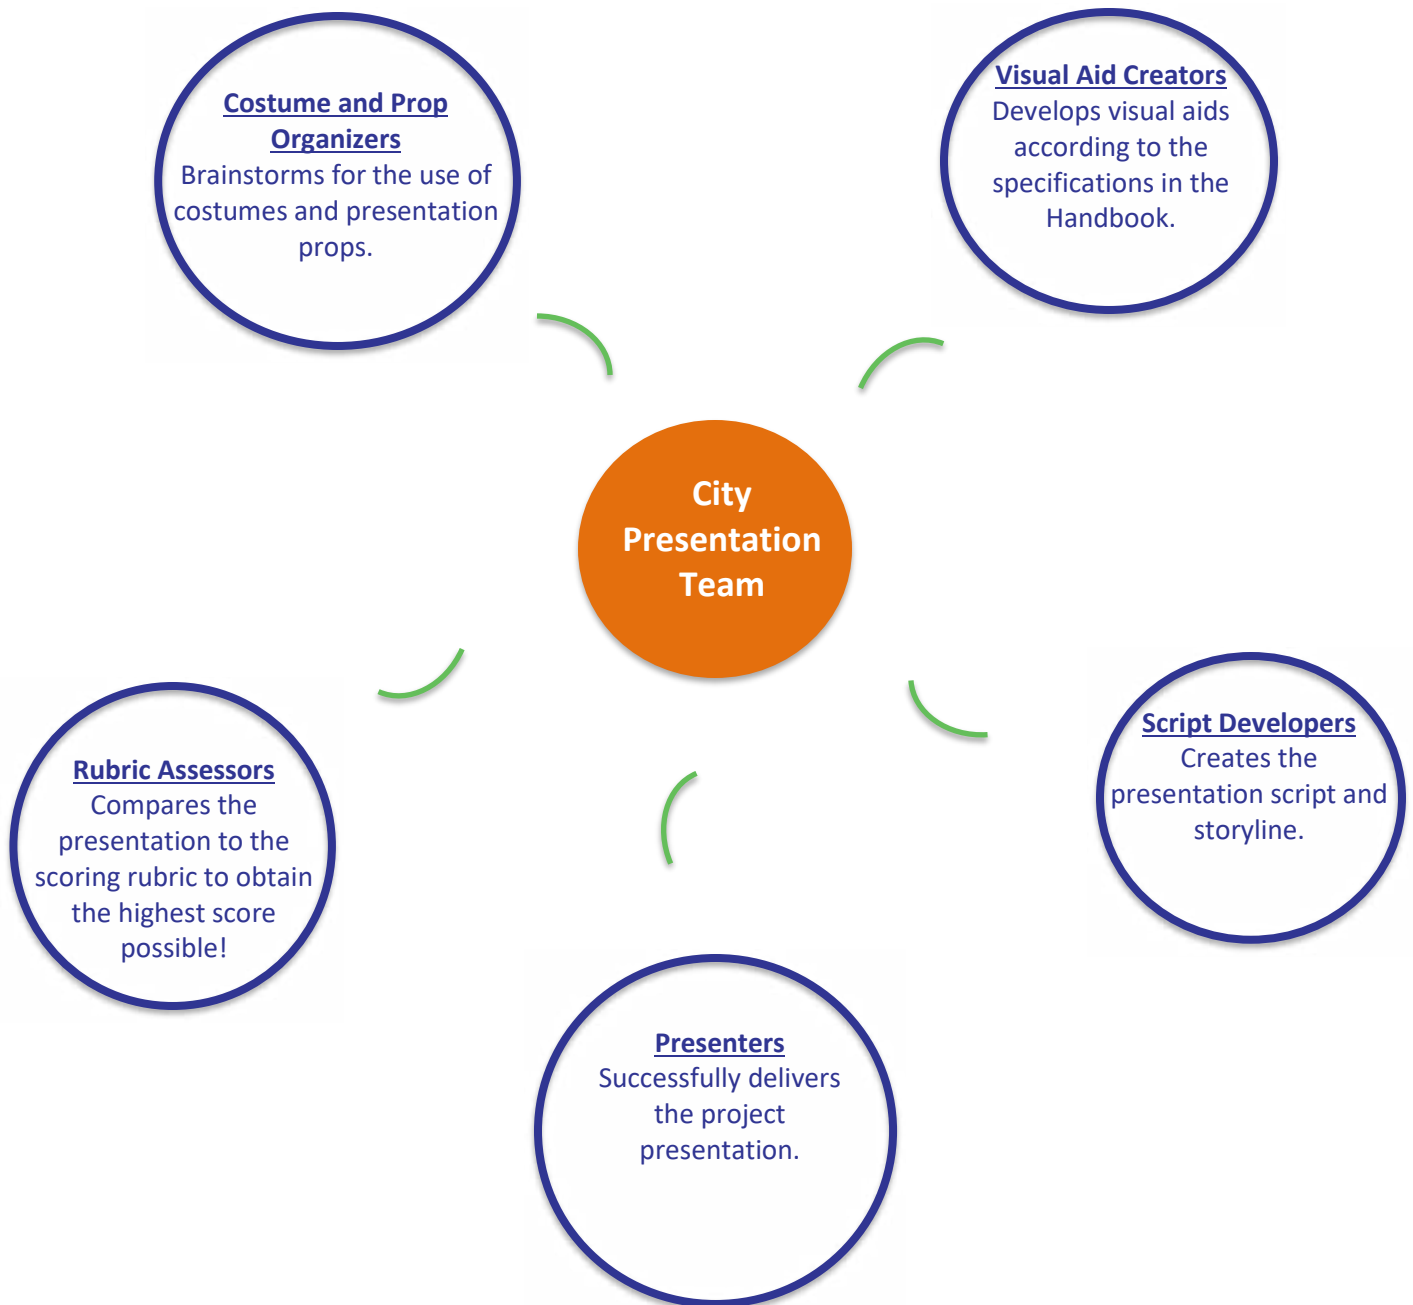 Costume and Prop
Organizers
Brainstorms for the use of
costumes and presentation
props.
Visual Aid Creators
Develops visual aids
according to the
specifications in the
Handbook.
City
Presentation
Team
Rubric Assessors
Compares the
presentation to the
scoring rubric to obtain
the highest score
possible!
Script Developers
Creates the
presentation script and
storyline.
Presenters
Successfully delivers
the project
presentation.